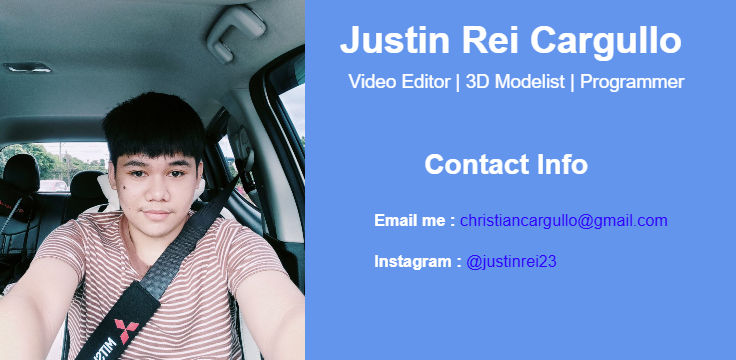 Justin Rei Cargullo
Video Editor | 3D Modelist | Programmer
Contact Info
Email me : christiancargullo@gmail.com
Instagram : @justinrei23